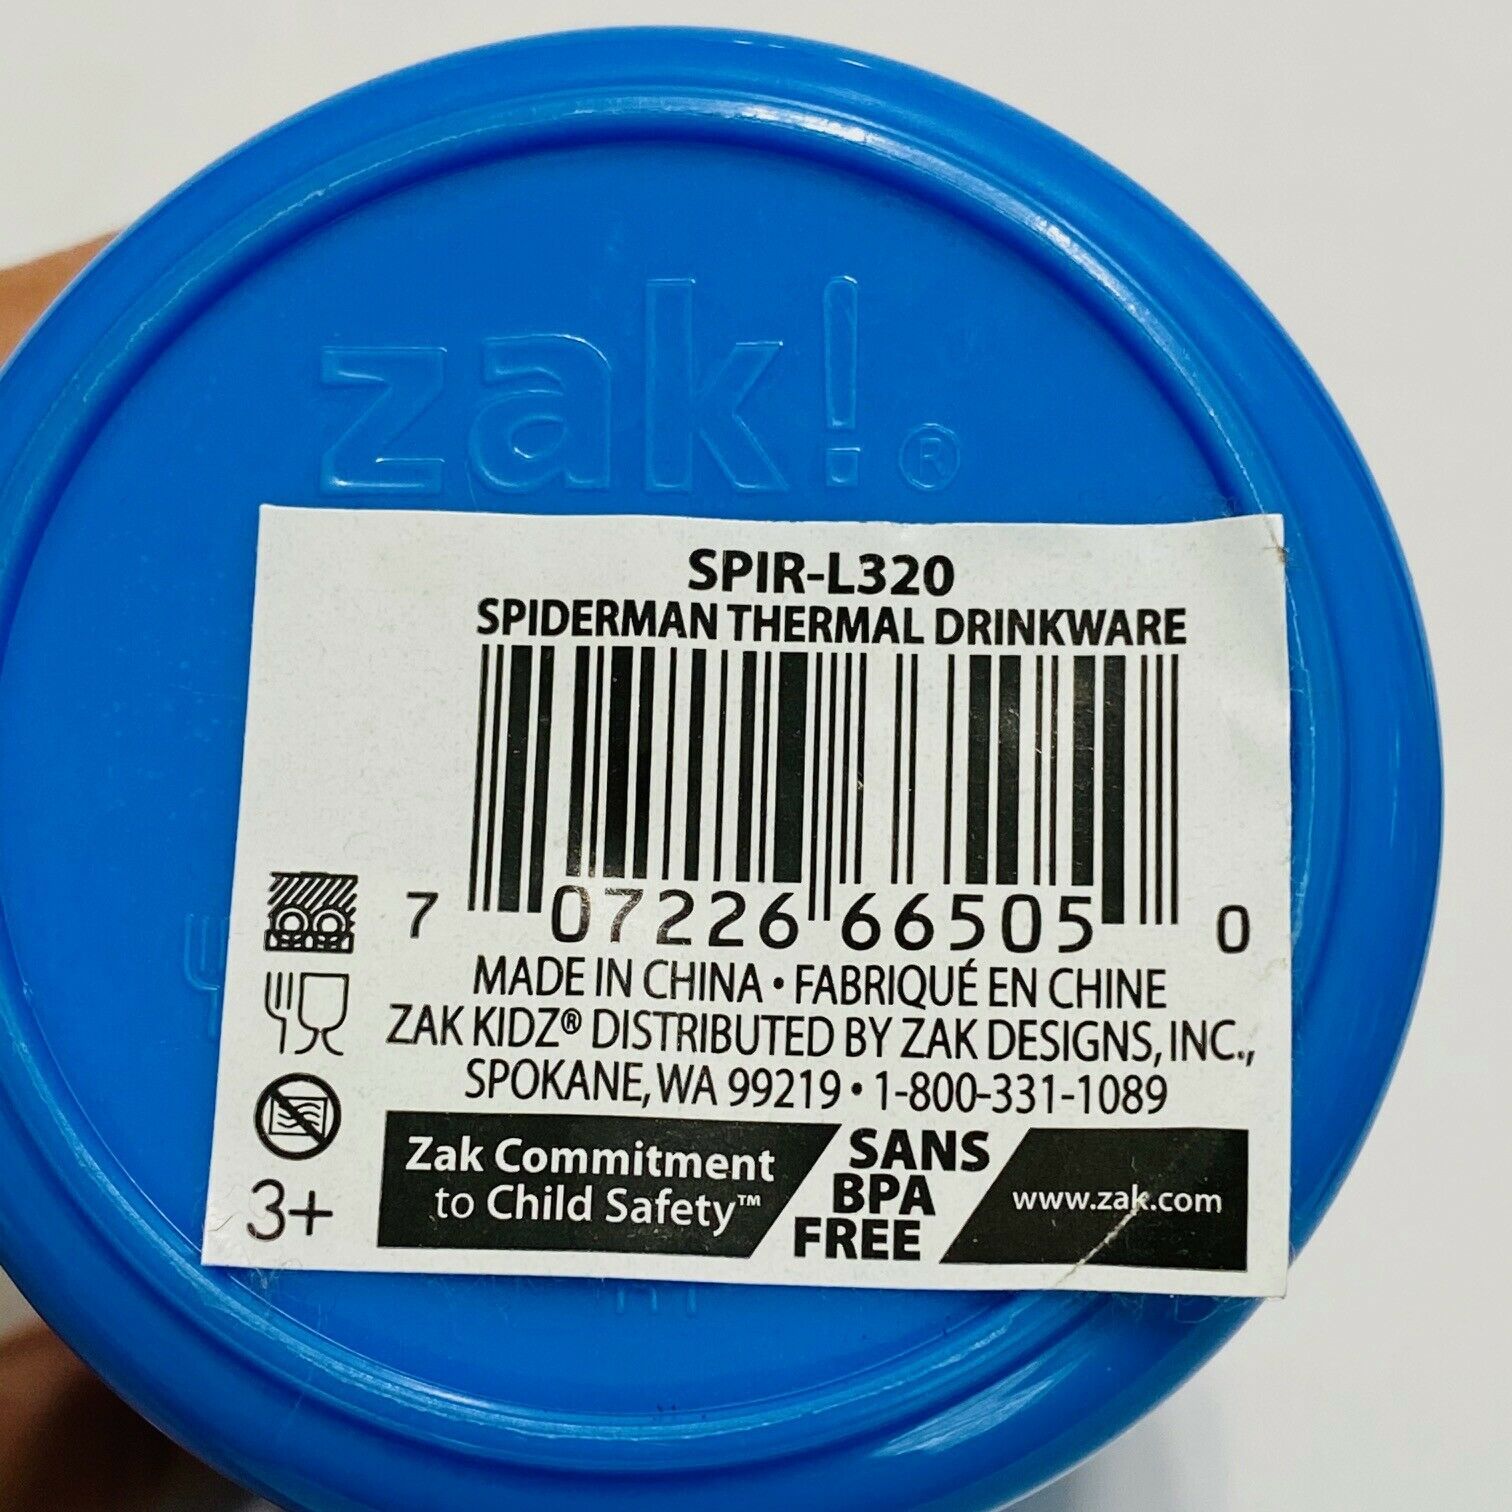 zak!®
SPIR-L320
SPIDERMAN THERMAL DRINKWARE
7 07226 66505 0
MADE IN CHINA • FABRIQUÉ EN CHINE
ZAK KIDZ® DISTRIBUTED BY ZAK DESIGNS, INC.,
SPOKANE, WA 99219 • 1-800-331-1089
3+
Zak Commitment
to Child Safety™
SANS
BPA
FREE
www.zak.com